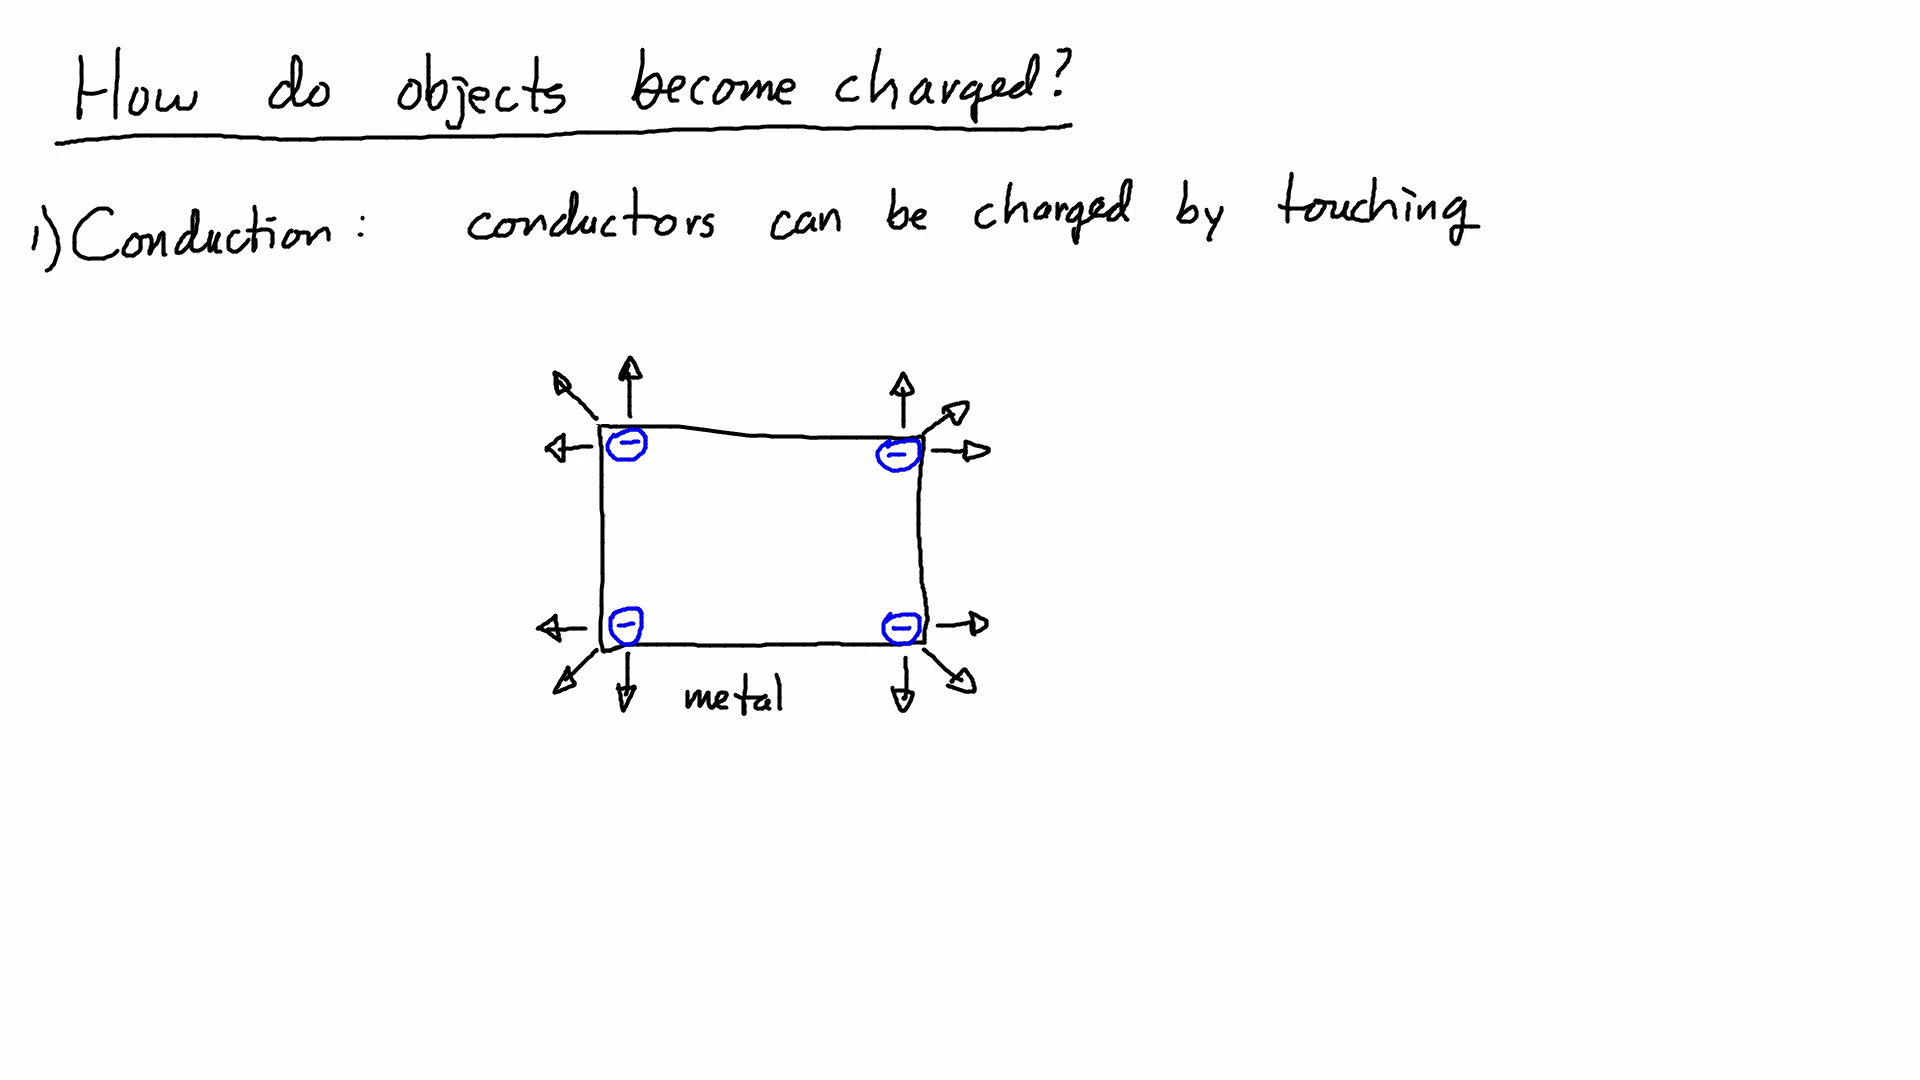 How do objects become charged?
1) Conduction: conductors can be charged by touching
- -
- -
metal